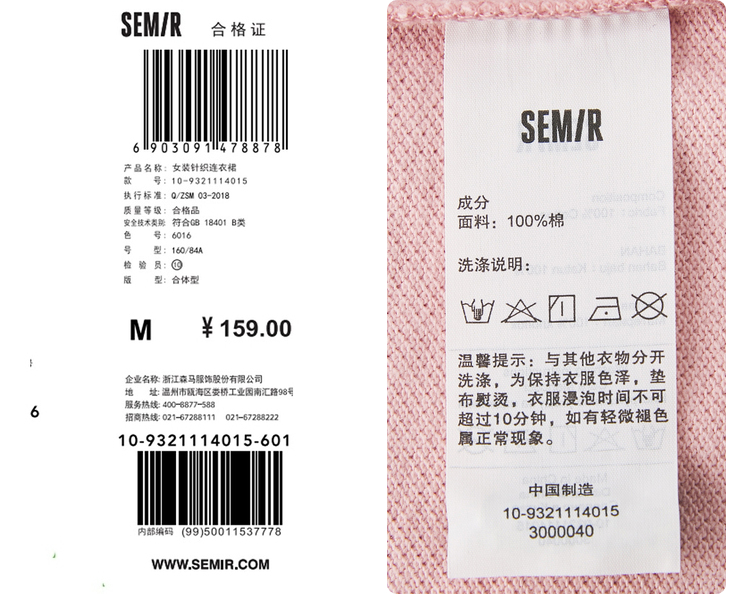 SEMIR 合格证
6 903091 478878
产品名称: 女装针织连衣裙
款 号: 10-9321114015
执行标准: Q/ZSM 03-2018
质量等级: 合格品
安全技术类别: 符合GB 18401 B类
色 号: 6016
号 型: 160/84A
检 验 员: 10
版 型: 合体型
M ¥159.00
企业名称: 浙江森马服饰股份有限公司
地 址: 温州市瓯海区娄桥工业园南汇路98号
服务热线: 400-8877-588
招商热线: 021-67288111 021-67288222
6
10-9321114015-601
内部编码 (99)50011537778
WWW.SEMIR.COM
SEMIR
成分
面料: 100%棉
洗涤说明:
温馨提示: 与其他衣物分开
洗涤, 为保持衣服色泽, 垫
布熨烫, 衣服浸泡时间不可
超过10分钟, 如有轻微褪色
属正常现象。
中国制造
10-9321114015
3000040